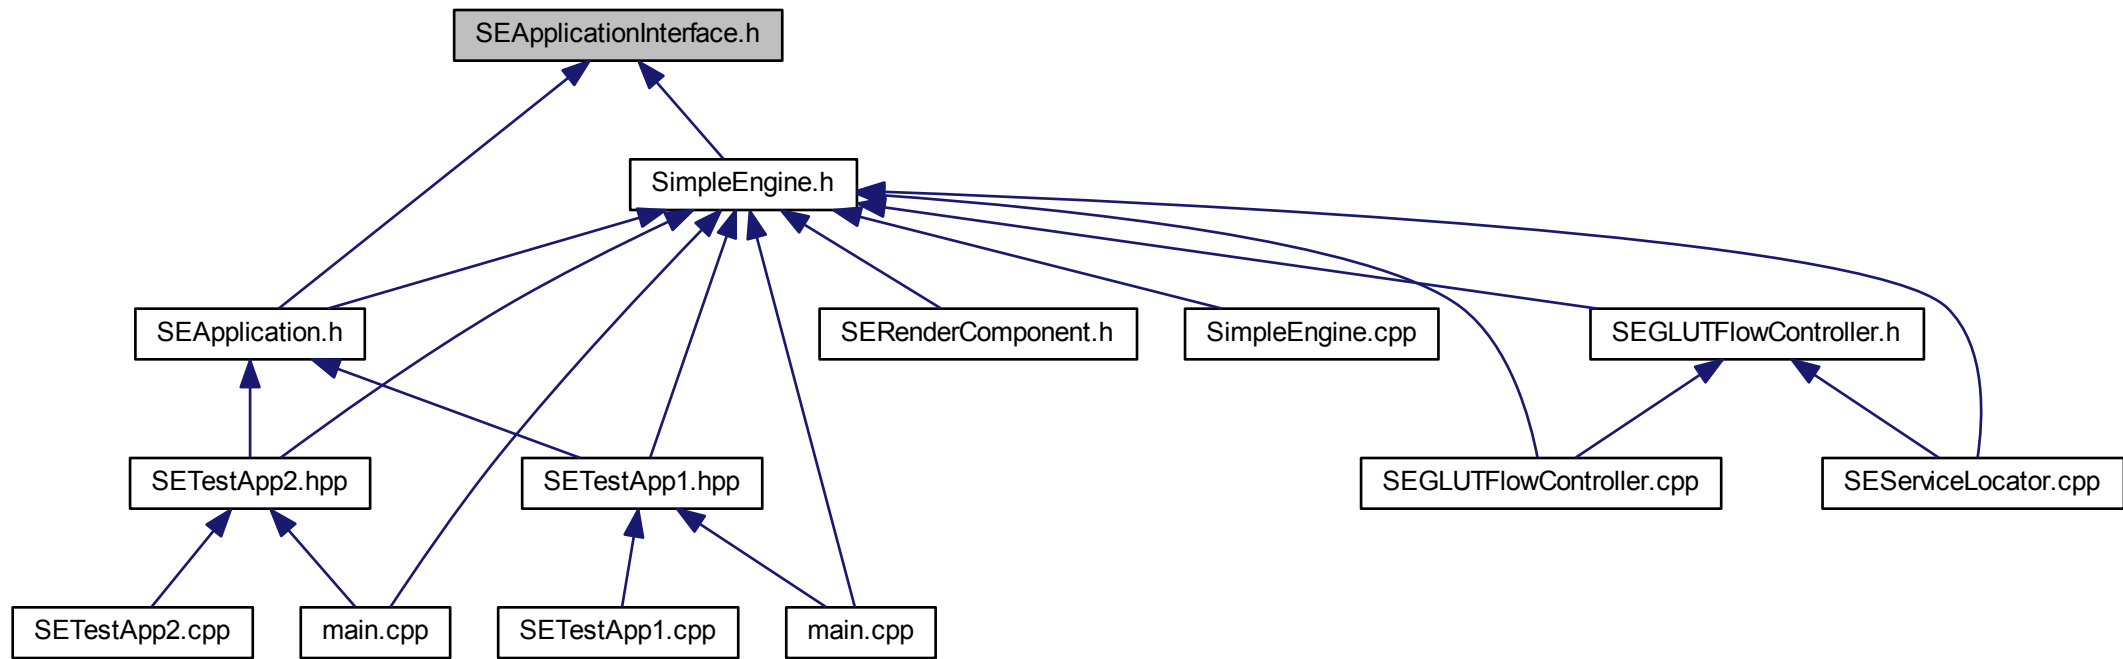 SEApplicationInterface.h
SimpleEngine.h
SEApplication.h
SERenderComponent.h
SimpleEngine.cpp
SEGLUTFlowController.h
SETestApp2.hpp
SETestApp1.hpp
SEGLUTFlowController.cpp
SEServiceLocator.cpp
SETestApp2.cpp
main.cpp
SETestApp1.cpp
main.cpp